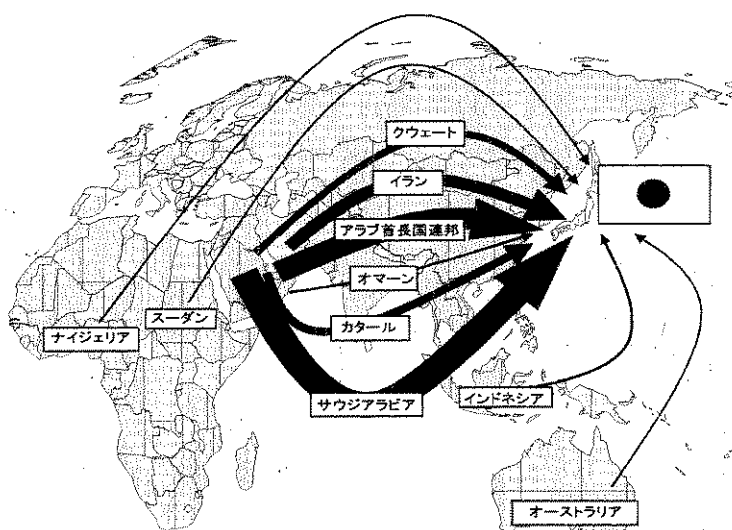 クウェート
イラン
アラブ首長国連邦
オマーン
スーダン
カタール
ナイジェリア
サウジアラビア
インドネシア
オーストラリア